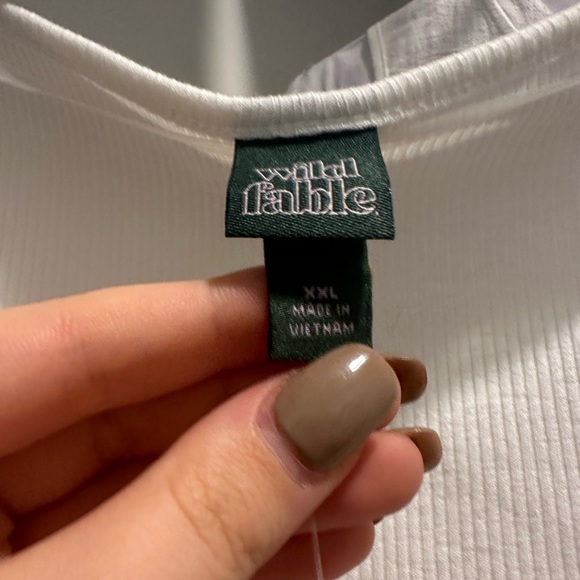 wild
fable.
XXL
MADE IN
VIETNAM